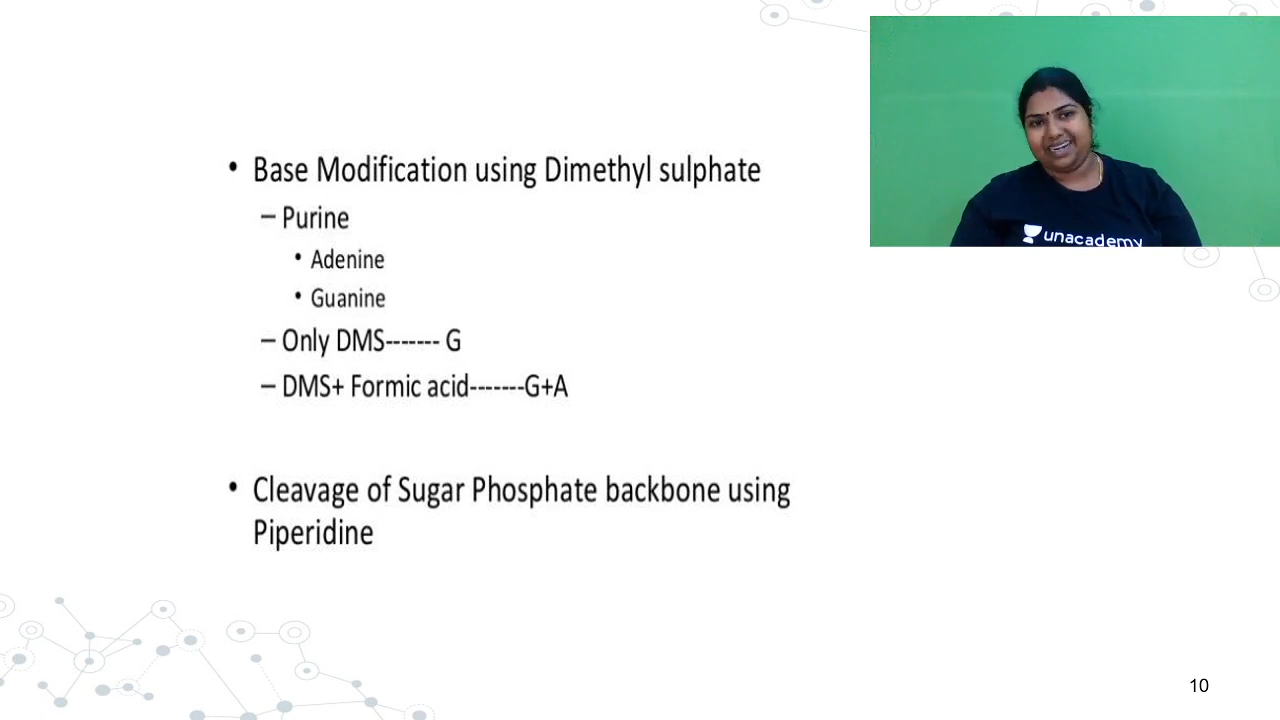 • Base Modification using Dimethyl sulphate
– Purine
• Adenine
• Guanine
– Only DMS------- G
– DMS+ Formic acid-------G+A
• Cleavage of Sugar Phosphate backbone using
Piperidine
unacademy
10